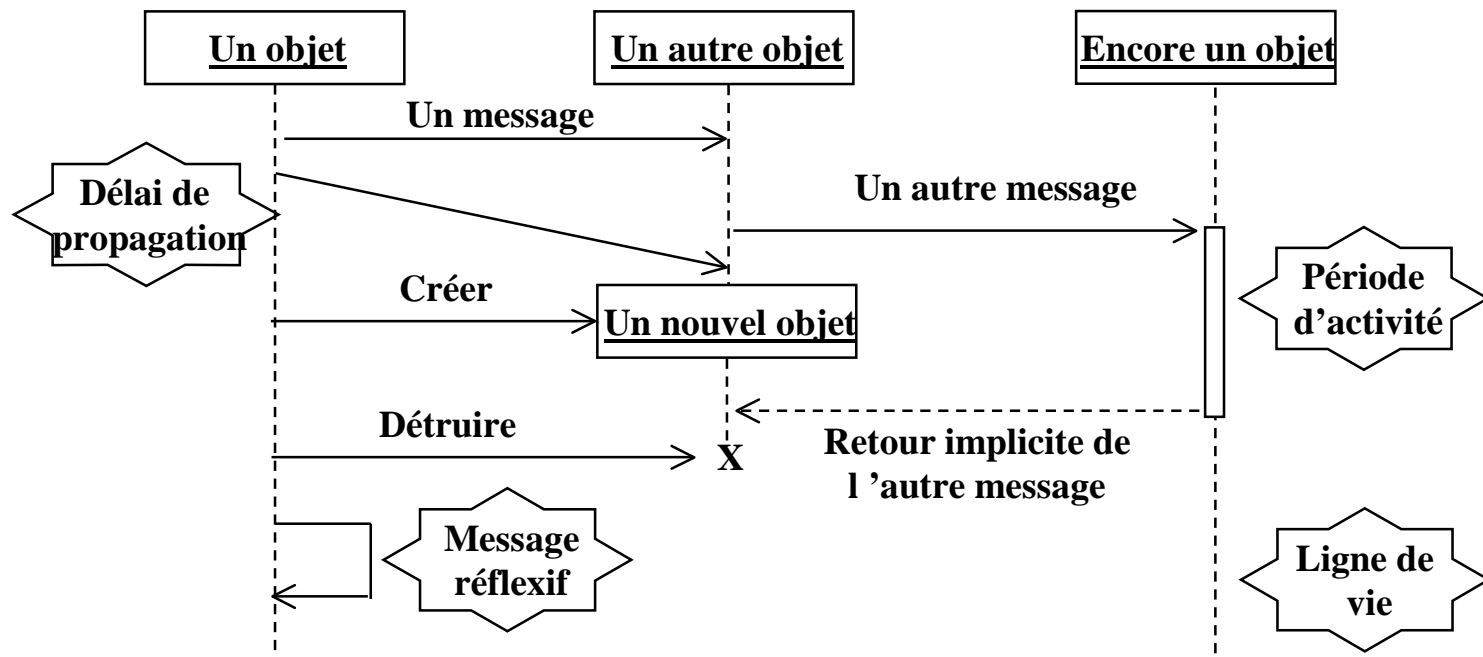 Un objet
Un autre objet
Encore un objet
Un message
Délai de
propagation
Un autre message
Créer
Un nouvel objet
Période
d’activité
Détruire
X
Retour implicite de
l ’autre message
Message
réflexif
Ligne de
vie